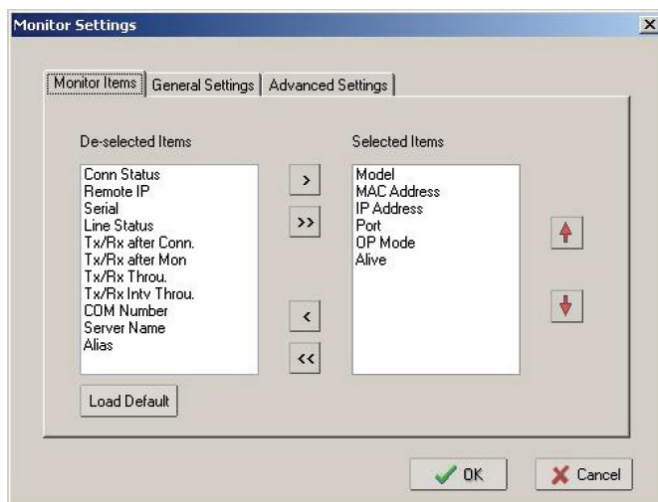 Monitor Settings
Monitor Items General Settings Advanced Settings
De-selected Items
Conn Status
Remote IP
Serial
Line Status
Tx/Rx after Conn.
Tx/Rx after Mon
Tx/Rx Throu.
Tx/Rx Intv Throu.
COM Number
Server Name
Alias
>
>>
<
<<
Selected Items
Model
MAC Address
IP Address
Port
OP Mode
Alive
Load Default
OK Cancel